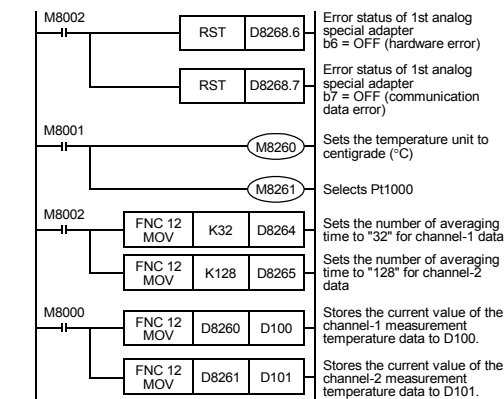 M8002
RST D8268.6
Error status of 1st analog
special adapter
b6 = OFF (hardware error)
RST D8268.7
Error status of 1st analog
special adapter
b7 = OFF (communication
data error)
M8001
M8260
Sets the temperature unit to
centigrade (°C)
M8261
Selects Pt1000
M8002
FNC 12
MOV K32 D8264
Sets the number of averaging
time to "32" for channel-1 data
FNC 12
MOV K128 D8265
Sets the number of averaging
time to "128" for channel-2
data
M8000
FNC 12
MOV D8260 D100
Stores the current value of the
channel-1 measurement
temperature data to D100.
FNC 12
MOV D8261 D101
Stores the current value of the
channel-2 measurement
temperature data to D101.